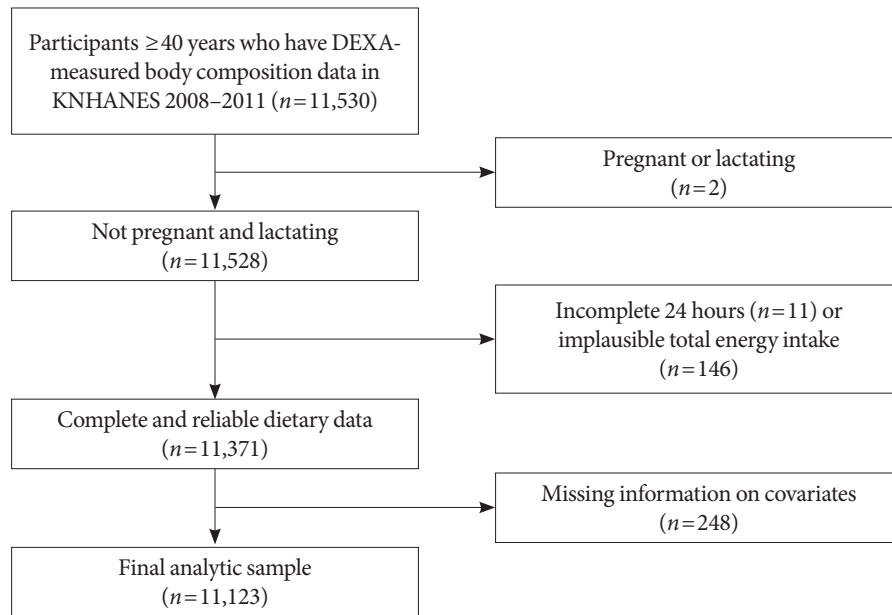 Participants ≥40 years who have DEXA-
measured body composition data in
KNHANES 2008–2011 (n=11,530)
Pregnant or lactating
(n=2)
Not pregnant and lactating
(n=11,528)
Incomplete 24 hours (n=11) or
implausible total energy intake
(n=146)
Complete and reliable dietary data
(n=11,371)
Missing information on covariates
(n=248)
Final analytic sample
(n=11,123)